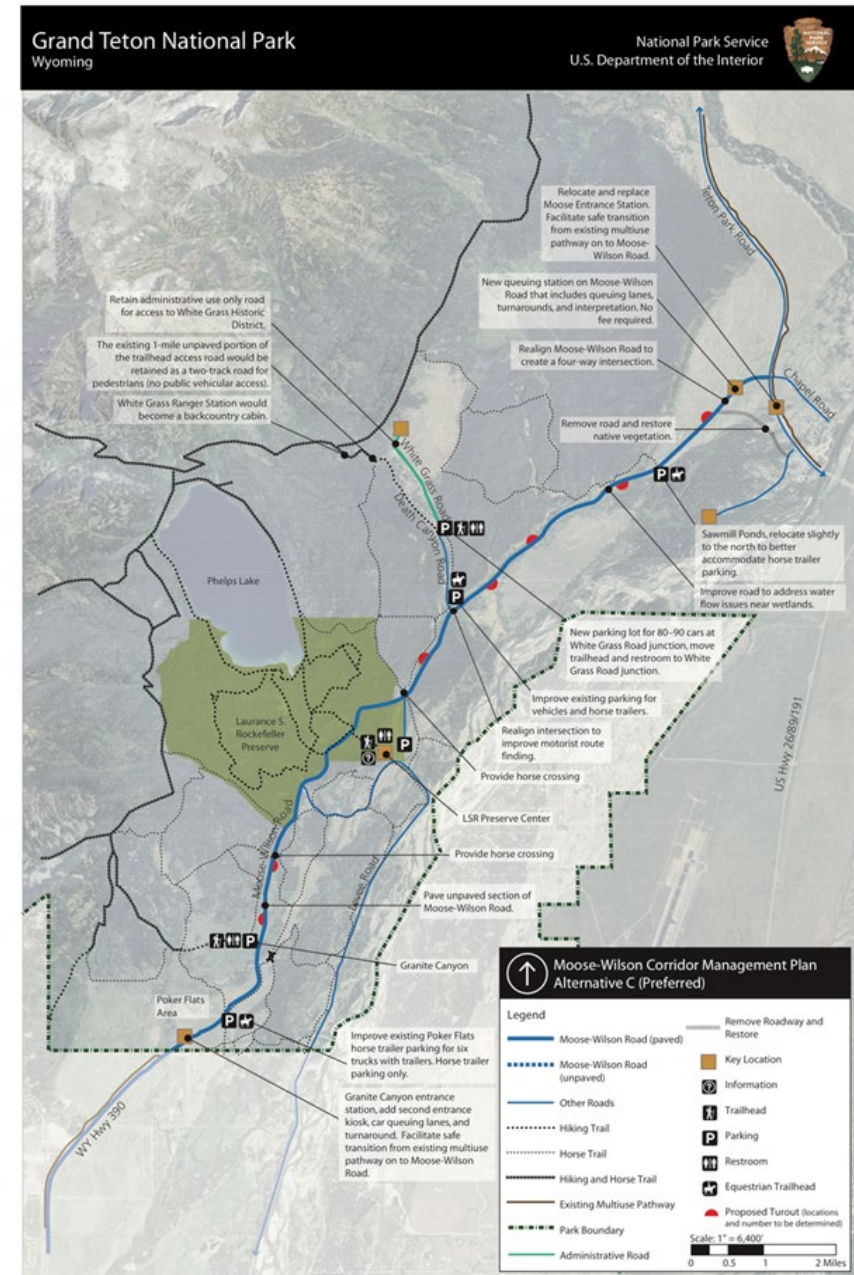 Grand Teton National Park
Wyoming
National Park Service
U.S. Department of the Interior
NATIONAL
PARK
SERVICE
Relocate and replace
Moose Entrance Station.
Facilitate safe transition
from existing multiuse
pathway on to Moose-
Wilson Road.
Teton Park Road
New queuing station on Moose-Wilson
Road that includes queuing lanes,
turnarounds, and interpretation. No
fee required.
Retain administrative use only road
for access to White Grass Historic
District.
The existing 1-mile unpaved portion of
the trailhead access road would be
retained as a two-track road for
pedestrians (no public vehicular access).
White Grass Ranger Station would
become a backcountry cabin.
Realign Moose-Wilson Road to
create a four-way intersection.
Chapel Road
Remove road and restore
native vegetation.
White Grass Road
Death Canyon Road
Sawmill Ponds, relocate slightly
to the north to better
accommodate horse trailer
parking.
Improve road to address water
flow issues near wetlands.
Phelps Lake
New parking lot for 80–90 cars at
White Grass Road junction, move
trailhead and restroom to White
Grass Road junction.
Improve existing parking for
vehicles and horse trailers.
Laurance S.
Rockefeller
Preserve
Realign intersection to
improve motorist route
finding.
US Hwy 26/89/191
Provide horse crossing
LSR Preserve Center
Moose-Wilson Road
Provide horse crossing
Levee Road
Pave unpaved section of
Moose-Wilson Road.
Granite Canyon
Poker Flats
Area
Improve existing Poker Flats
horse trailer parking for six
trucks with trailers. Horse trailer
parking only.
Granite Canyon entrance
station, add second entrance
kiosk, car queuing lanes, and
turnaround. Facilitate safe
transition from existing multiuse
pathway on to Moose-Wilson
Road.
WY Hwy 390
Moose-Wilson Corridor Management Plan
Alternative C (Preferred)
Legend
Moose-Wilson Road (paved)
Moose-Wilson Road
(unpaved)
Other Roads
Hiking Trail
Horse Trail
Hiking and Horse Trail
Existing Multiuse Pathway
Park Boundary
Administrative Road
Remove Roadway and
Restore
Key Location
Information
Trailhead
P Parking
Restroom
Equestrian Trailhead
Proposed Turout (locations
and number to be determined)
Scale: 1" = 6,400'
0 0.5 1 2 Miles